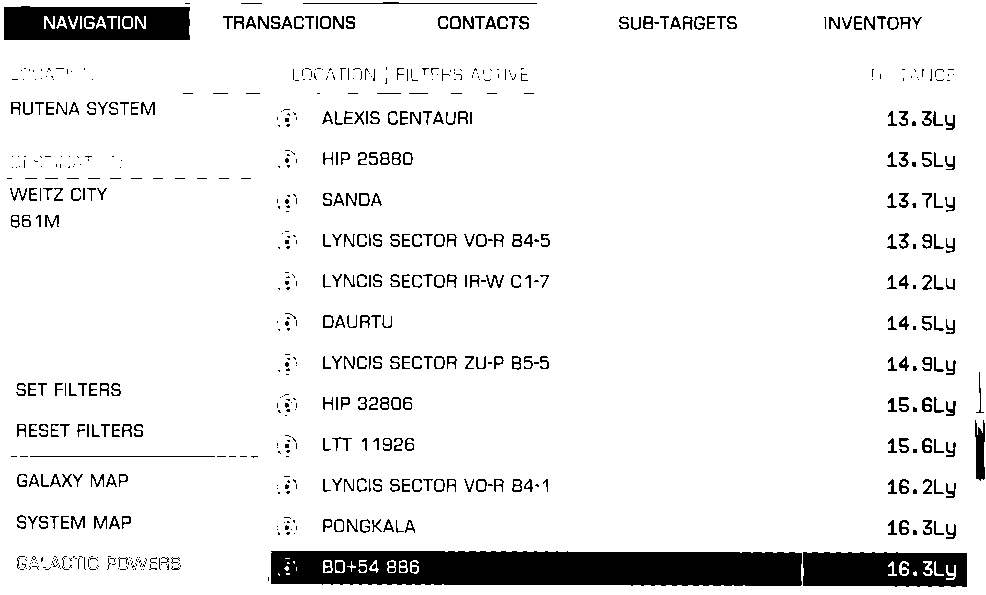 NAVIGATION TRANSACTIONS CONTACTS SUB-TARGETS INVENTORY
LOCATION
RUTENA SYSTEM
DESTINATION
WEITZ CITY
861M
SET FILTERS
RESET FILTERS
GALAXY MAP
SYSTEM MAP
GALACTIC POWERS
LOCATION | FILTERS ACTIVE DISTANCE
ALEXIS CENTAURI 13.3Ly
HIP 25880 13.5Ly
SANDA 13.7Ly
LYNCIS SECTOR VO-R B4-5 13.9Ly
LYNCIS SECTOR IR-W C1-7 14.2Ly
DAURTU 14.5Ly
LYNCIS SECTOR ZU-P B5-5 14.9Ly
HIP 32806 15.6Ly
LTT 11926 15.6Ly
LYNCIS SECTOR VO-R B4-1 16.2Ly
PONGKALA 16.3Ly
BD+54 886 16.3Ly